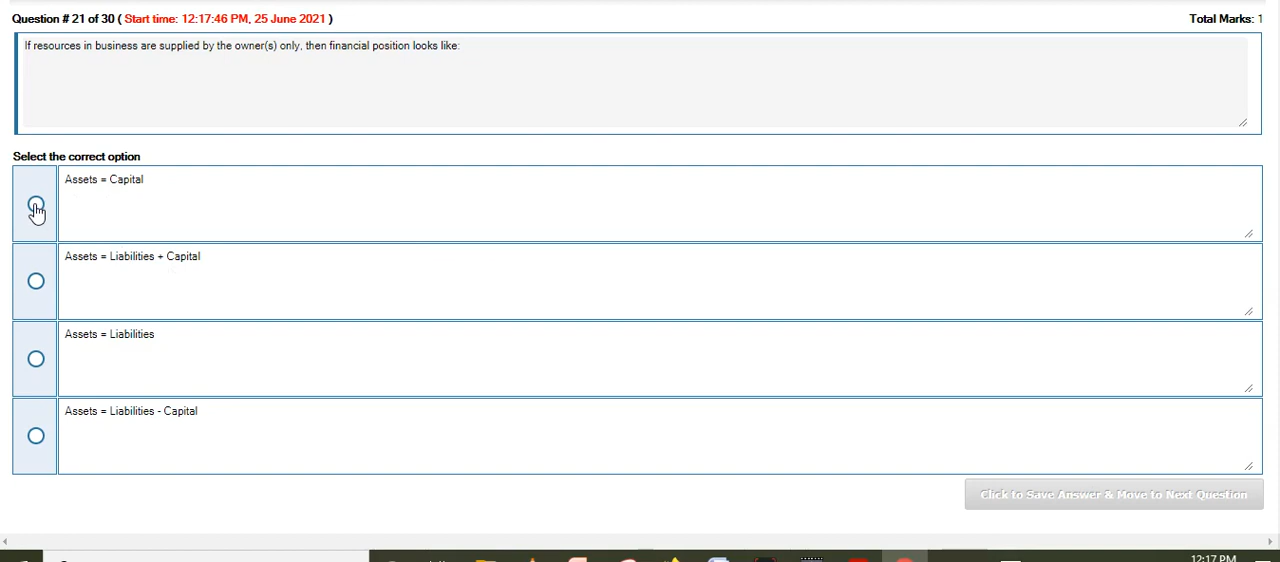 Question # 21 of 30 ( Start time: 12:17:46 PM, 25 June 2021 ) Total Marks: 1
If resources in business are supplied by the owner(s) only, then financial position looks like:
Select the correct option
Assets = Capital
Assets = Liabilities + Capital
Assets = Liabilities
Assets = Liabilities - Capital
Click to Save Answer & Move to Next Question
12:17 PM